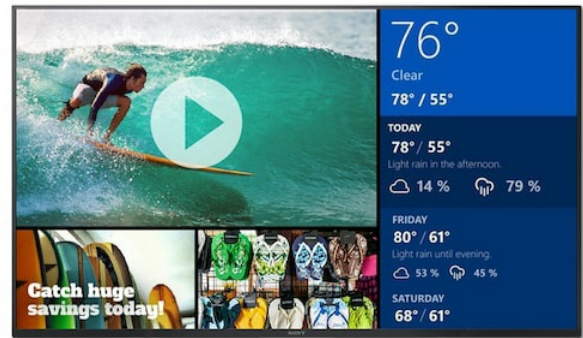 76°
Clear
78° / 55°
TODAY
78° / 55°
Light rain in the afternoon.
14 % 79 %
FRIDAY
80° / 61°
Light rain until evening.
53 % 45 %
SATURDAY
68° / 61°
Catch huge
savings today!
SONY